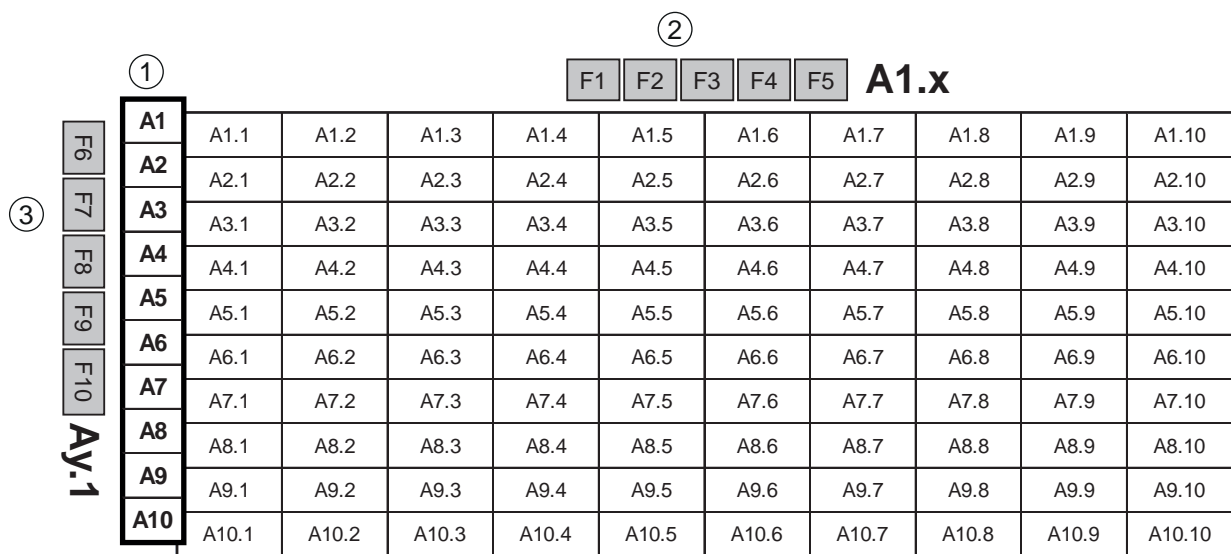 ②
① F1 F2 F3 F4 F5 A1.x
A1 A1.1 A1.2 A1.3 A1.4 A1.5 A1.6 A1.7 A1.8 A1.9 A1.10
A2 A2.1 A2.2 A2.3 A2.4 A2.5 A2.6 A2.7 A2.8 A2.9 A2.10
A3 A3.1 A3.2 A3.3 A3.4 A3.5 A3.6 A3.7 A3.8 A3.9 A3.10
A4 A4.1 A4.2 A4.3 A4.4 A4.5 A4.6 A4.7 A4.8 A4.9 A4.10
A5 A5.1 A5.2 A5.3 A5.4 A5.5 A5.6 A5.7 A5.8 A5.9 A5.10
A6 A6.1 A6.2 A6.3 A6.4 A6.5 A6.6 A6.7 A6.8 A6.9 A6.10
A7 A7.1 A7.2 A7.3 A7.4 A7.5 A7.6 A7.7 A7.8 A7.9 A7.10
A8 A8.1 A8.2 A8.3 A8.4 A8.5 A8.6 A8.7 A8.8 A8.9 A8.10
A9 A9.1 A9.2 A9.3 A9.4 A9.5 A9.6 A9.7 A9.8 A9.9 A9.10
A10 A10.1 A10.2 A10.3 A10.4 A10.5 A10.6 A10.7 A10.8 A10.9 A10.10
③
F6 F7 F8 F9 F10 Ay.1